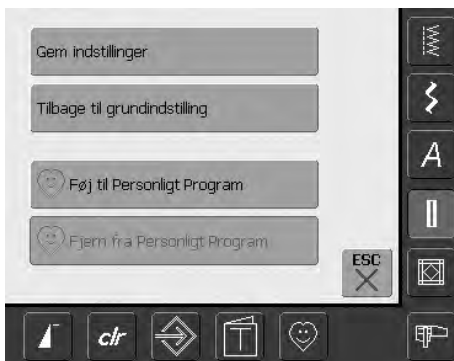 Gem indstillinger
Tilbage til grundindstilling
Føj til Personligt Program
Fjern fra Personligt Program
ESC
A
clr
T